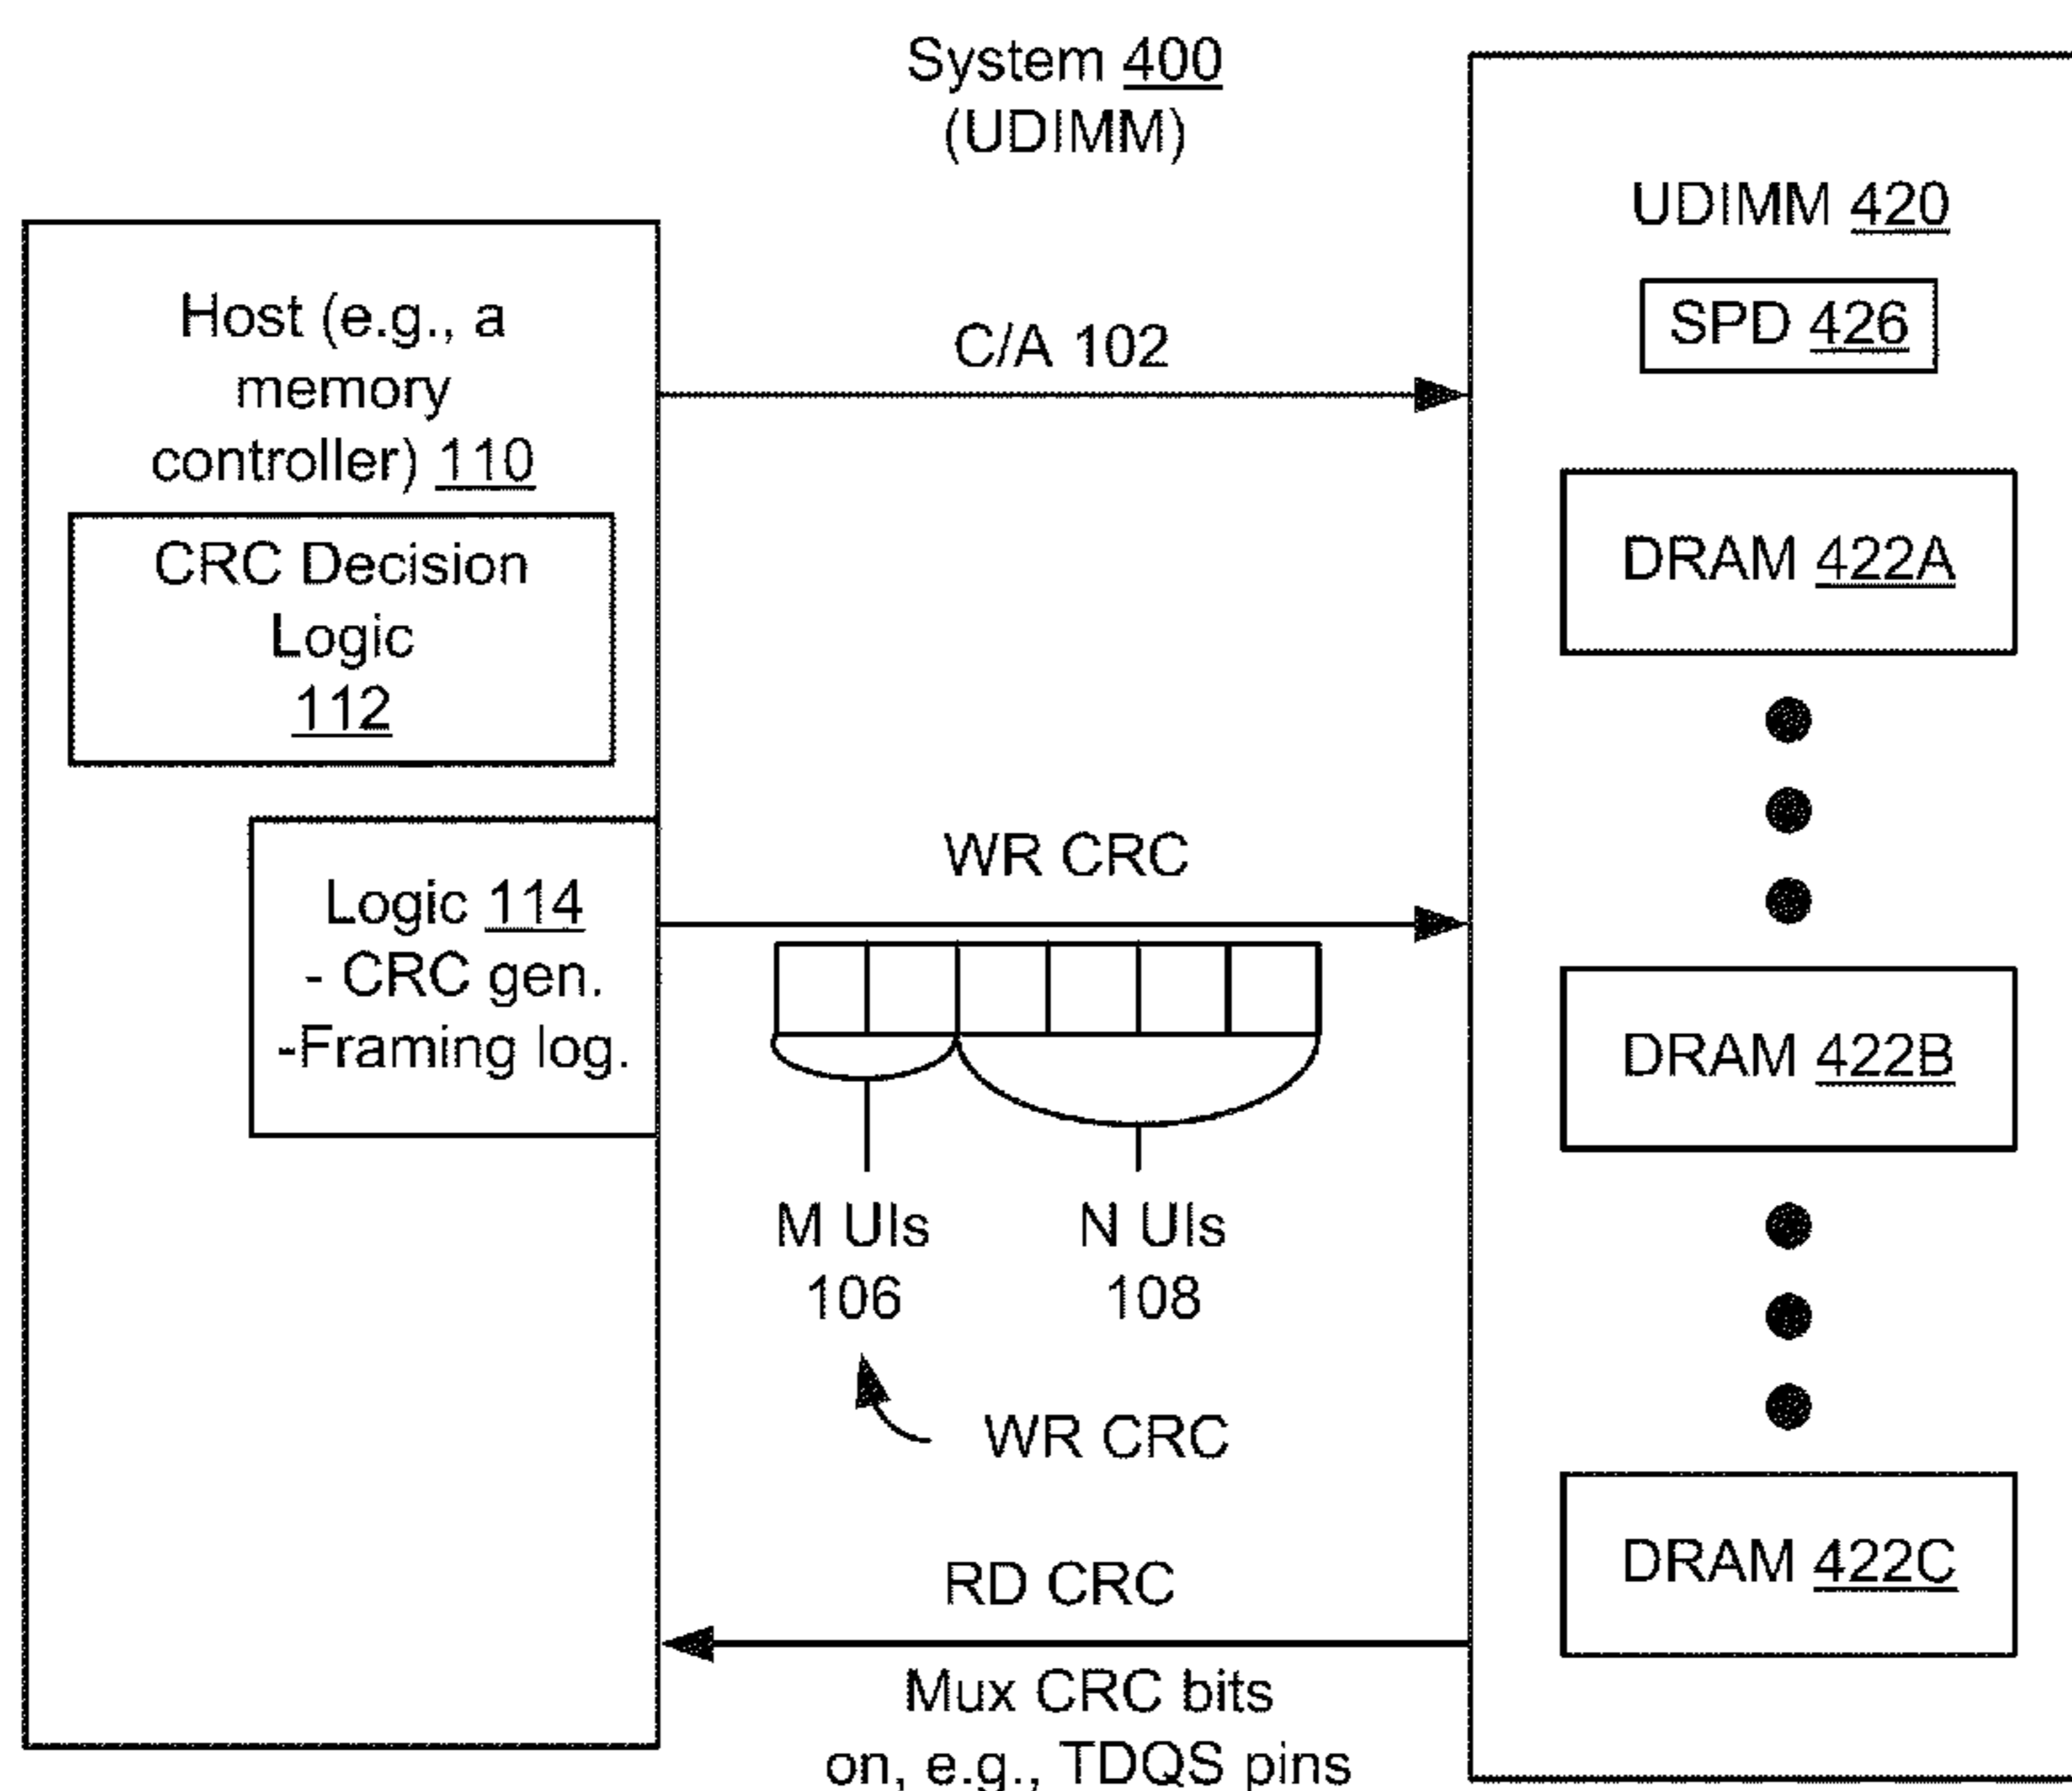 System 400
(UDIMM)
Host (e.g., a
memory
controller) 110
CRC Decision
Logic
112
Logic 114
- CRC gen.
-Framing log.
C/A 102
WR CRC
M UIs
106
N UIs
108
WR CRC
RD CRC
Mux CRC bits
on, e.g., TDQS pins
UDIMM 420
SPD 426
DRAM 422A
DRAM 422B
DRAM 422C